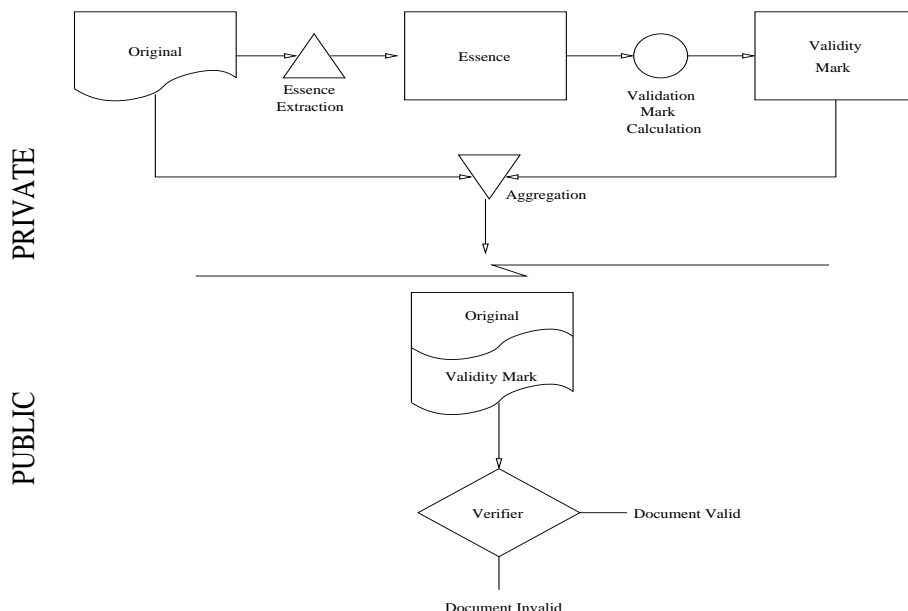 Original
Essence
Extraction
Essence
Validation
Mark
Calculation
Validity
Mark
Aggregation
PRIVATE
Original
Validity Mark
PUBLIC
Verifier
Document Valid
Document Invalid